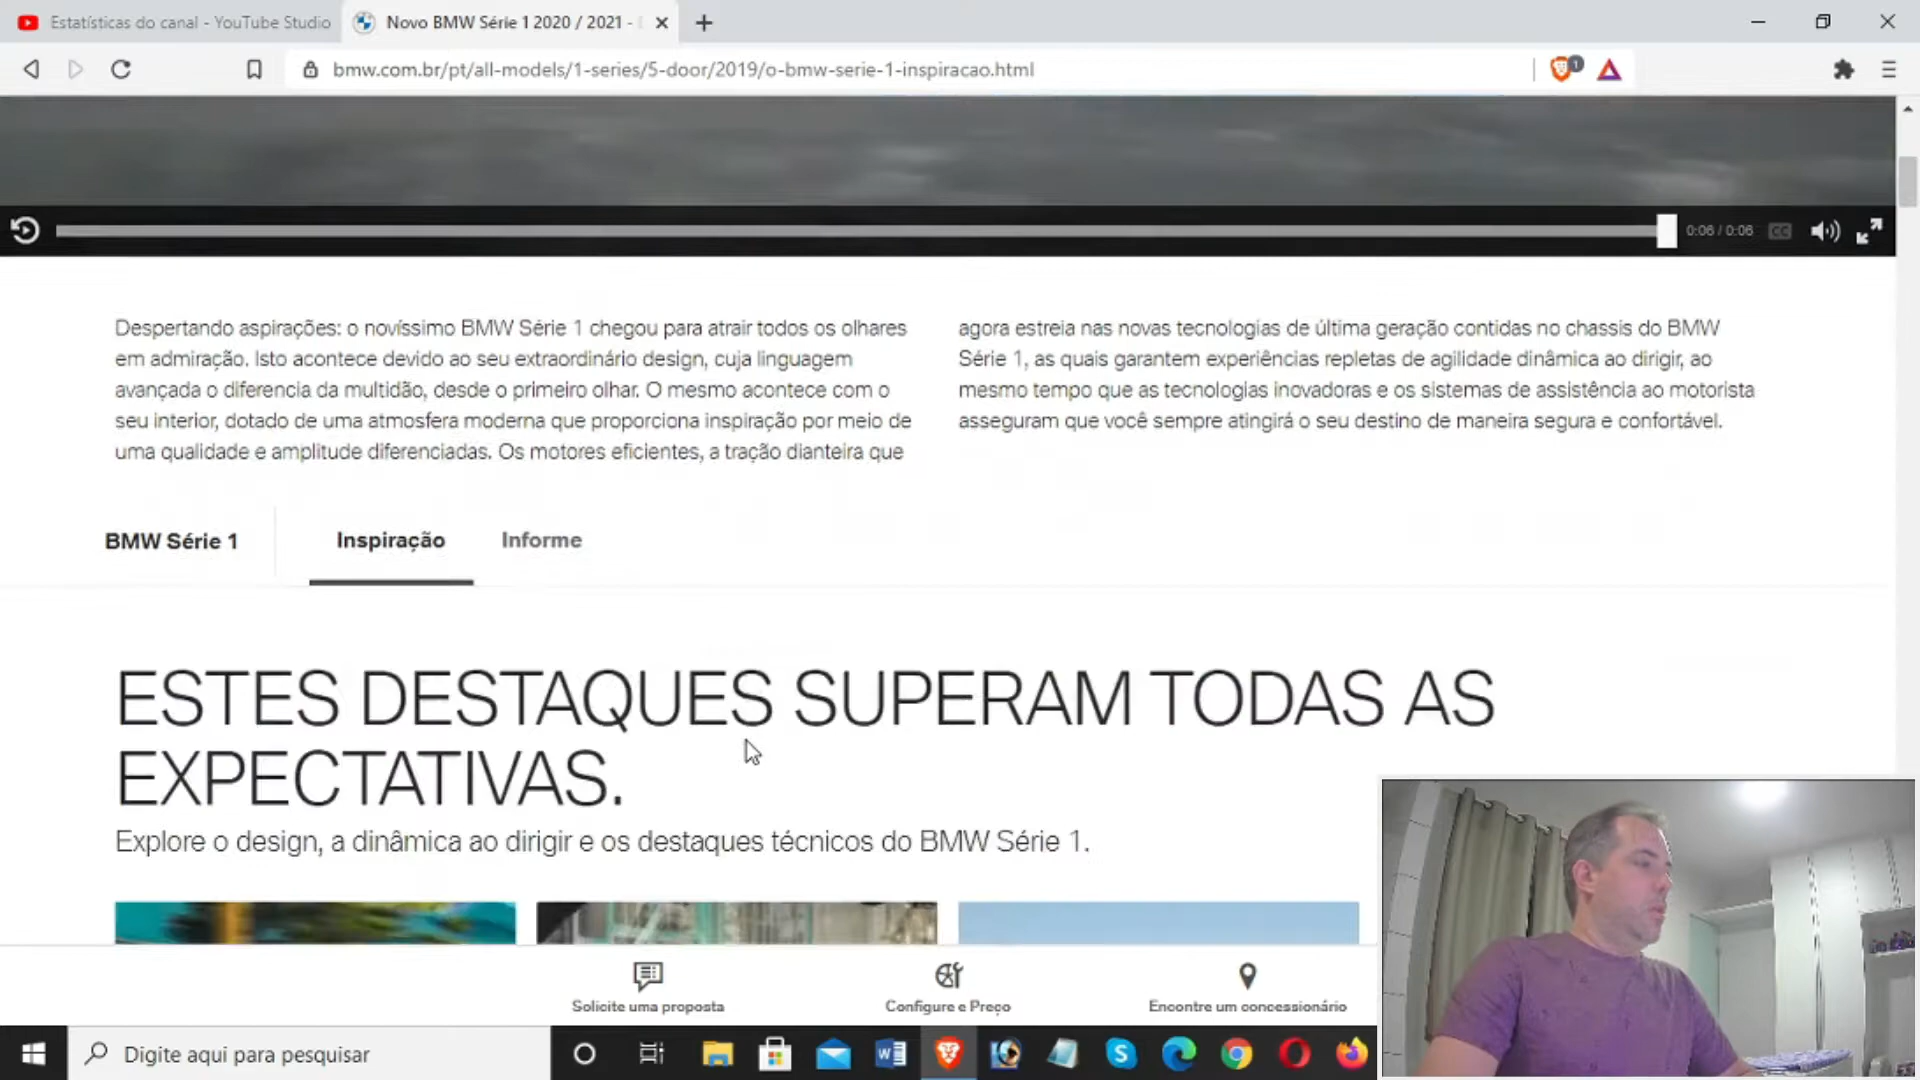 Estatísticas do canal - YouTube Studio
Novo BMW Série 1 2020 / 2021 -
bmw.com.br/pt/all-models/1-series/5-door/2019/o-bmw-serie-1-inspiracao.html
1
0:06 / 0:06
CC
Despertando aspirações: o novíssimo BMW Série 1 chegou para atrair todos os olhares
em admiração. Isto acontece devido ao seu extraordinário design, cuja linguagem
avançada o diferencia da multidão, desde o primeiro olhar. O mesmo acontece com o
seu interior, dotado de uma atmosfera moderna que proporciona inspiração por meio de
uma qualidade e amplitude diferenciadas. Os motores eficientes, a tração dianteira que
agora estreia nas novas tecnologias de última geração contidas no chassis do BMW
Série 1, as quais garantem experiências repletas de agilidade dinâmica ao dirigir, ao
mesmo tempo que as tecnologias inovadoras e os sistemas de assistência ao motorista
asseguram que você sempre atingirá o seu destino de maneira segura e confortável.
BMW Série 1
Inspiração
Informe
ESTES DESTAQUES SUPERAM TODAS AS
EXPECTATIVAS.
Explore o design, a dinâmica ao dirigir e os destaques técnicos do BMW Série 1.
Solicite uma proposta
Configure e Preço
Encontre um concessionário
Digite aqui para pesquisar